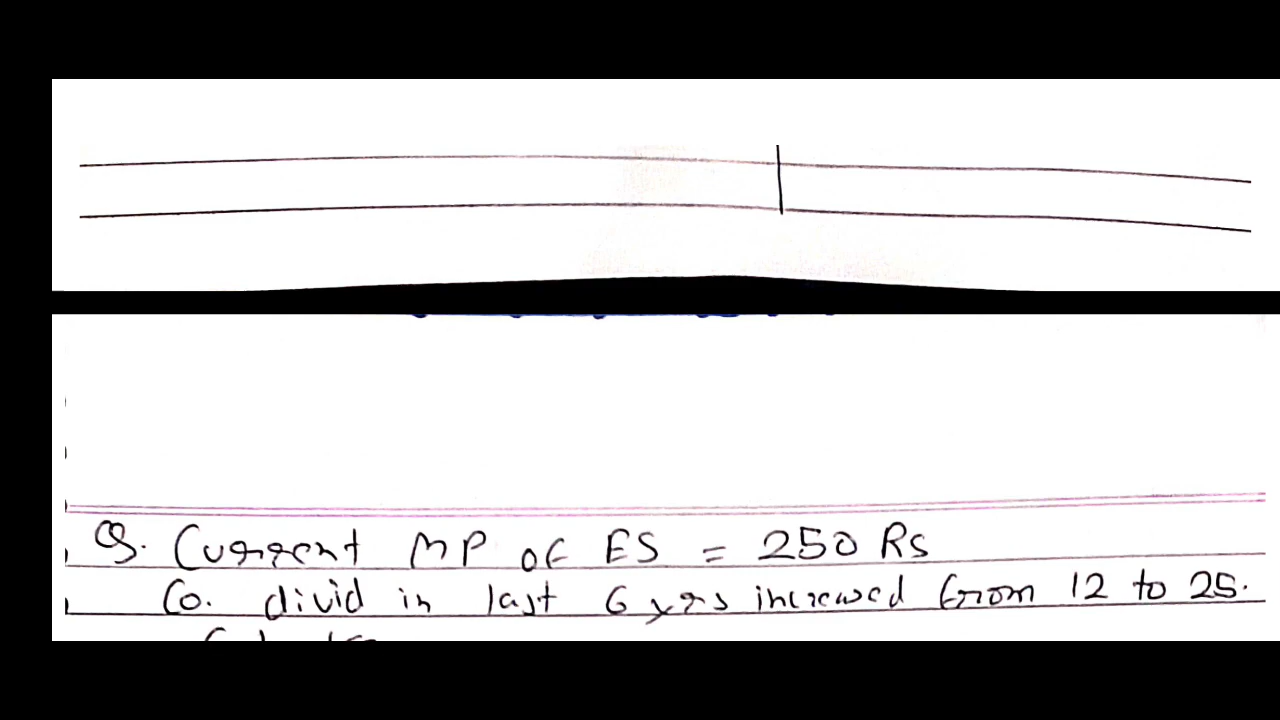 Q. Current MP of ES = 250 Rs
Co. divid in last 6 yrs increased from 12 to 25.